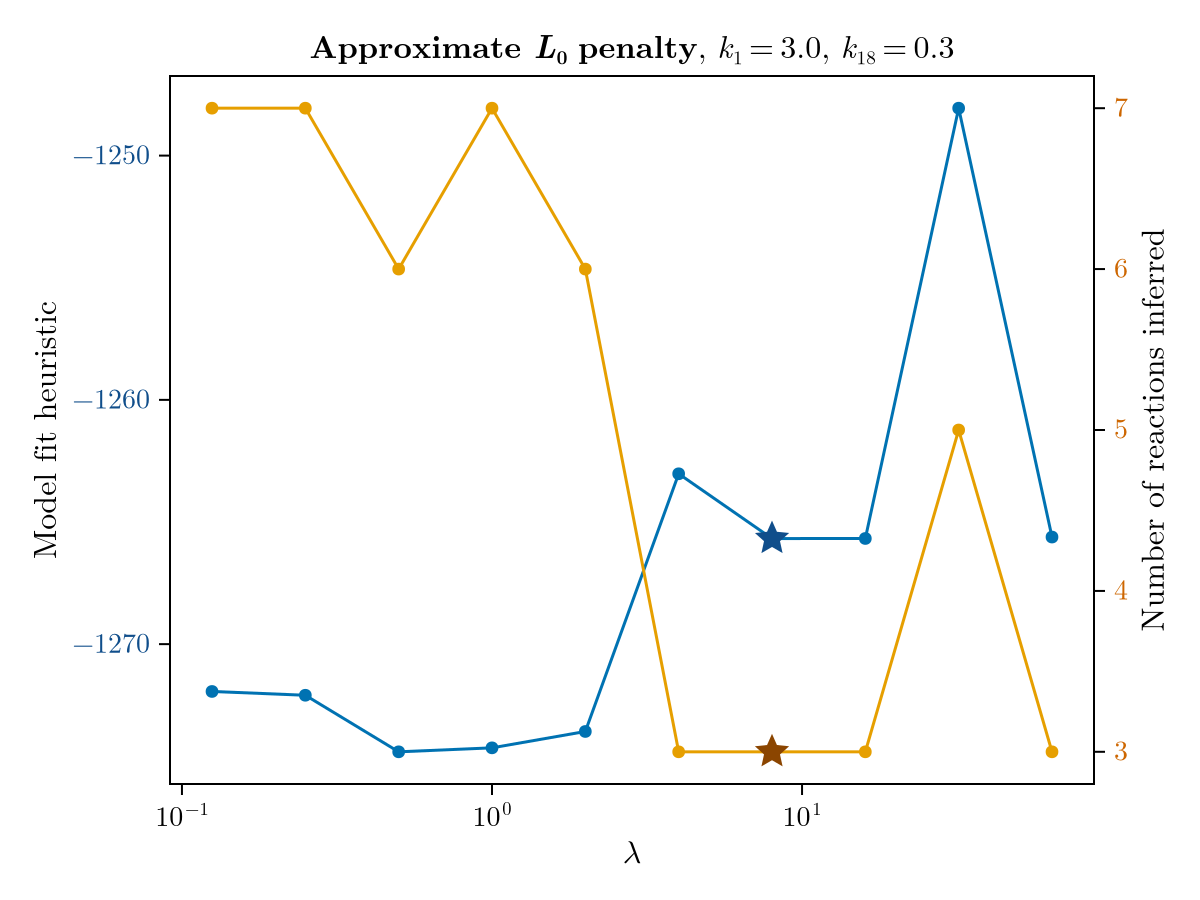 Approximate L₀ penalty, k₁ = 3.0, k₁₈ = 0.3
Model fit heuristic
−1250
−1260
−1270
7
6
5
4
3
Number of reactions inferred
10⁻¹
10⁰
10¹
λ